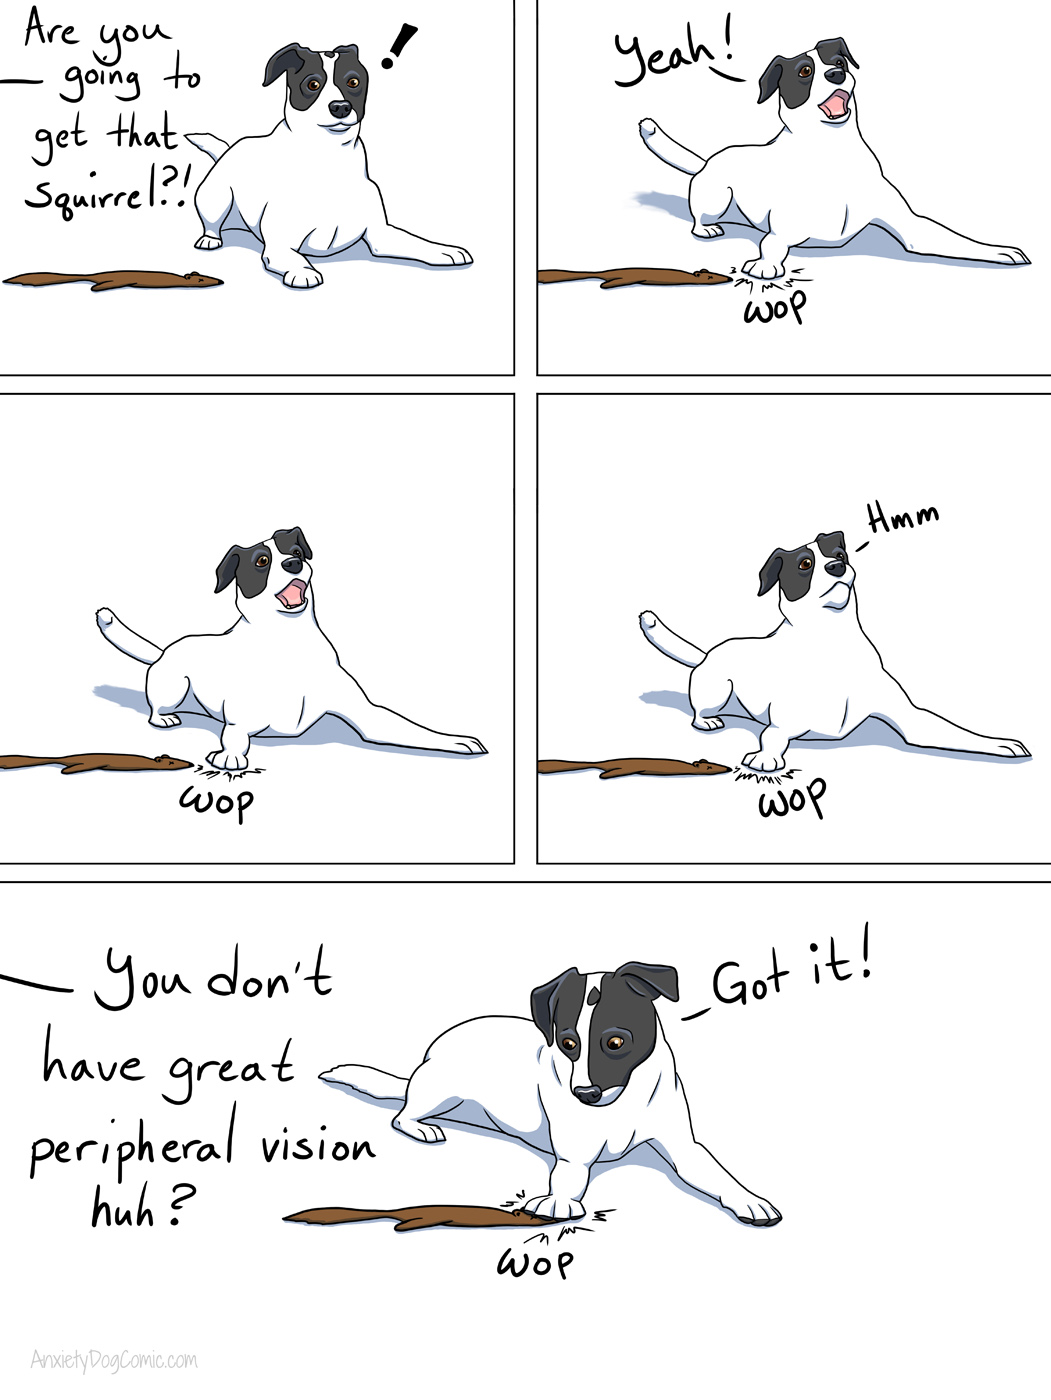 Are you
going to
get that
squirrel?!
!
Yeah!
WOP
WOP
Hmm
WOP
You don't
have great
peripheral vision
huh?
Got it!
WOP
AnxietyDogComic.com